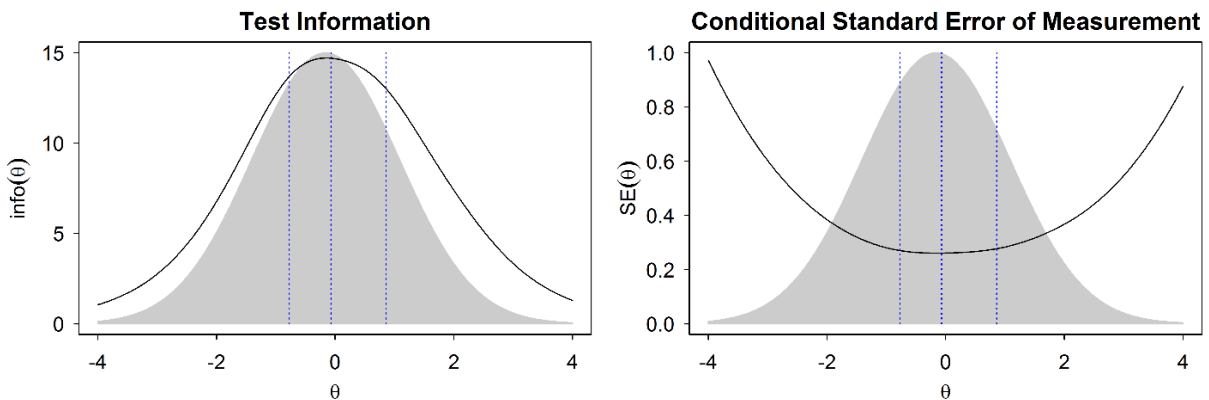 Test Information
15
10
5
0
info(θ)
-4 -2 0 2 4
θ
Conditional Standard Error of Measurement
1.0
0.8
0.6
0.4
0.2
0.0
SE(θ)
-4 -2 0 2 4
θ